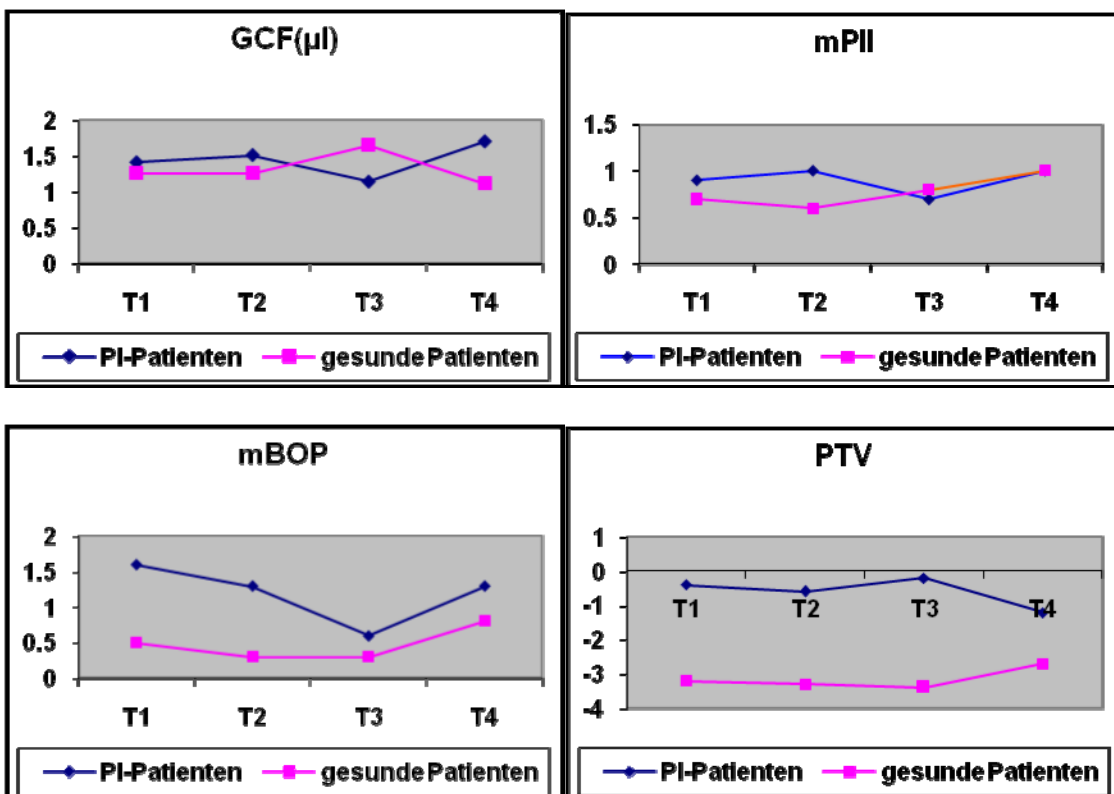 GCF(µl)
2
1.5
1
0.5
0
T1 T2 T3 T4
PI-Patienten gesunde Patienten
mPlI
1.5
1
0.5
0
T1 T2 T3 T4
PI-Patienten gesunde Patienten
mBOP
2
1.5
1
0.5
0
T1 T2 T3 T4
PI-Patienten gesunde Patienten
PTV
1
0
-1
-2
-3
-4
T1 T2 T3 T4
PI-Patienten gesunde Patienten